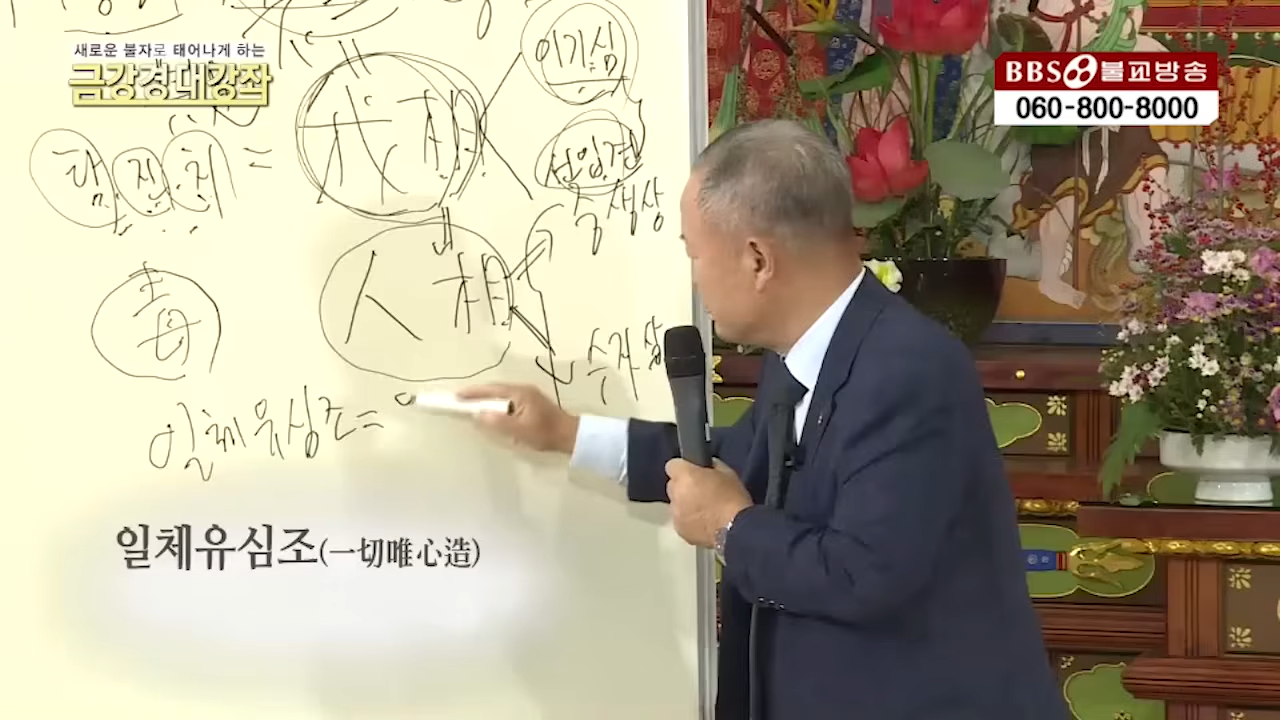 새로운 불자로 태어나게 하는
금강경대강좌
BBS 불교방송
060-800-8000
이기심
탐진치 = 我相
선입견
중생상
毒
人相
수자상
일체유심조 =
일체유심조(一切唯心造)